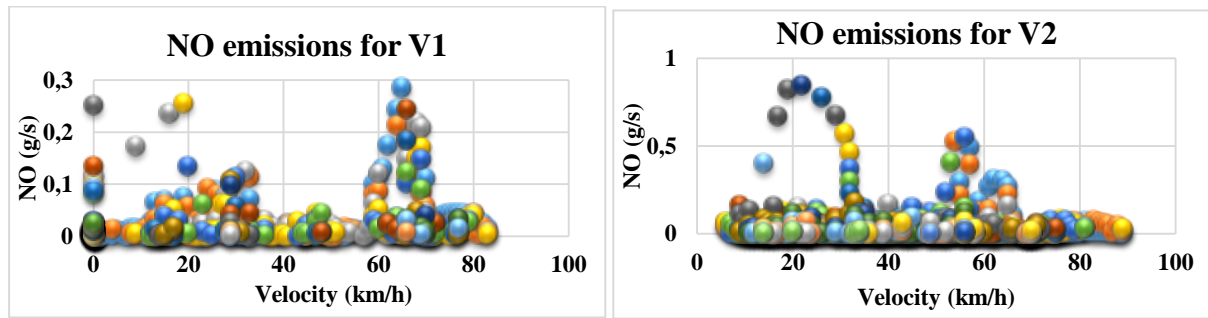 NO emissions for V1
0,3
0,2
0,1
0
NO (g/s)
0 20 40 60 80 100
Velocity (km/h)
NO emissions for V2
1
0,5
0
NO (g/s)
0 20 40 60 80 100
Velocity (km/h)